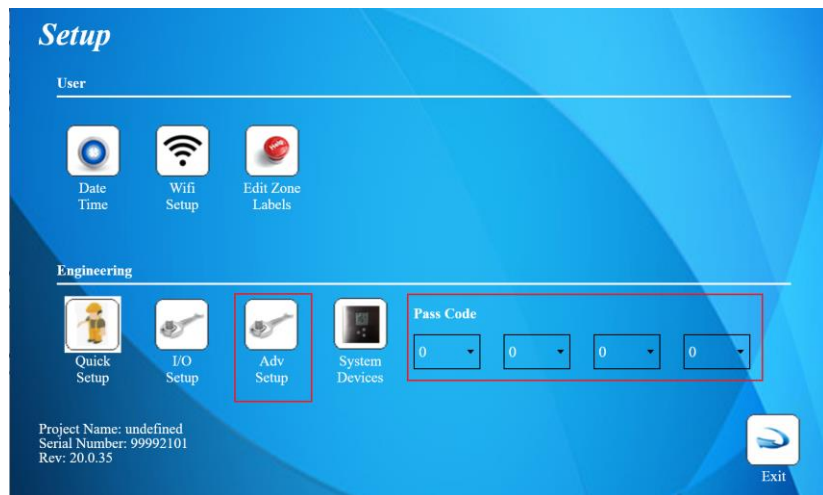 Setup
User
Date
Time
Wifi
Setup
Help
Edit Zone
Labels
Engineering
Quick
Setup
I/O
Setup
Adv
Setup
System
Devices
Pass Code
0
0
0
0
Project Name: undefined
Serial Number: 99992101
Rev: 20.0.35
Exit